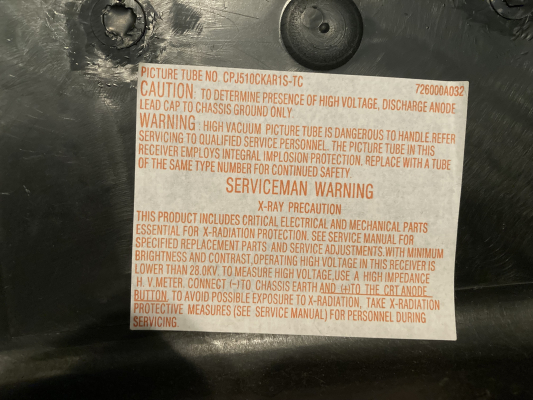 PICTURE TUBE NO. CPJ510CKAR1S-TC 726000A032
CAUTION: TO DETERMINE PRESENCE OF HIGH VOLTAGE, DISCHARGE ANODE
LEAD CAP TO CHASSIS GROUND ONLY.
WARNING: HIGH VACUUM PICTURE TUBE IS DANGEROUS TO HANDLE.REFER
SERVICING TO QUALIFIED SERVICE PERSONNEL. THE PICTURE TUBE IN THIS
RECEIVER EMPLOYS INTEGRAL IMPLOSION PROTECTION. REPLACE WITH A TUBE
OF THE SAME TYPE NUMBER FOR CONTINUED SAFETY.
SERVICEMAN WARNING
X-RAY PRECAUTION
THIS PRODUCT INCLUDES CRITICAL ELECTRICAL AND MECHANICAL PARTS
ESSENTIAL FOR X-RADIATION PROTECTION. SEE SERVICE MANUAL FOR
SPECIFIED REPLACEMENT PARTS AND SERVICE ADJUSTMENTS.WITH MINIMUM
BRIGHTNESS AND CONTRAST,OPERATING HIGH VOLTAGE IN THIS RECEIVER IS
LOWER THAN 28.0KV. TO MEASURE HIGH VOLTAGE,USE A HIGH IMPEDANCE
H. V.METER. CONNECT (-)TO CHASSIS EARTH AND (+)TO THE CRT ANODE
BUTTON. TO AVOID POSSIBLE EXPOSURE TO X-RADIATION, TAKE X-RADIATION
PROTECTIVE MEASURES (SEE SERVICE MANUAL) FOR PERSONNEL DURING
SERVICING.